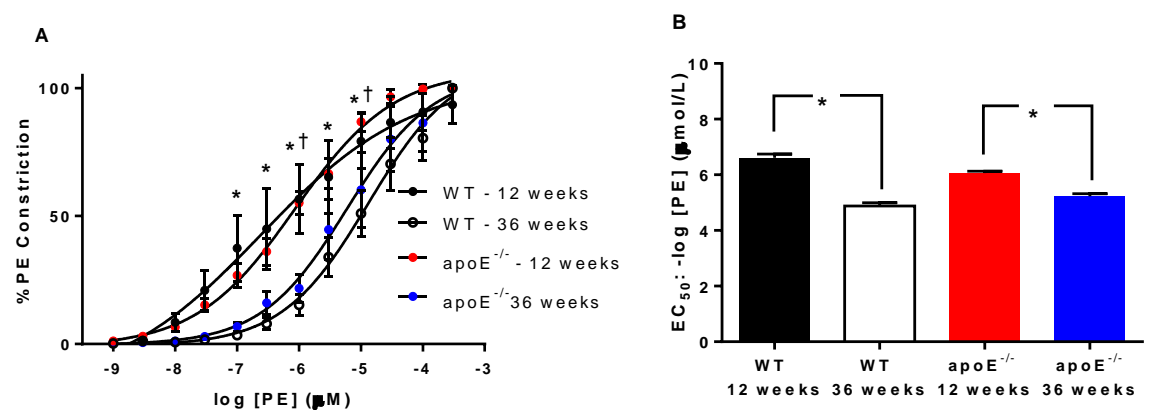 A
%PE Constriction
100
50
0
* * *† * *†
WT - 12 weeks
WT - 36 weeks
apoE-/- - 12 weeks
apoE-/-36 weeks
-9 -8 -7 -6 -5 -4 -3
log [PE] (μM)
B
EC50: -log [PE] (μmol/L)
10
8
6
4
2
0
* *
WT WT apoE-/- apoE-/-
12 weeks 36 weeks 12 weeks 36 weeks